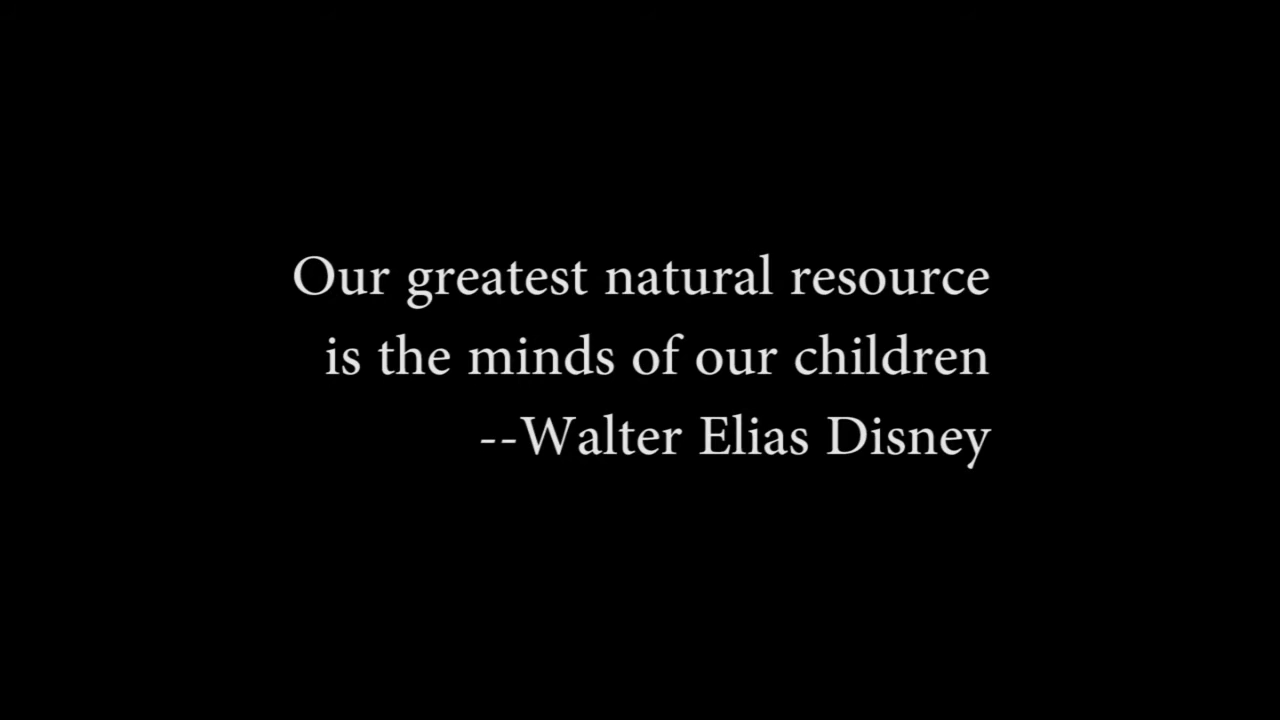 Our greatest natural resource
is the minds of our children
--Walter Elias Disney